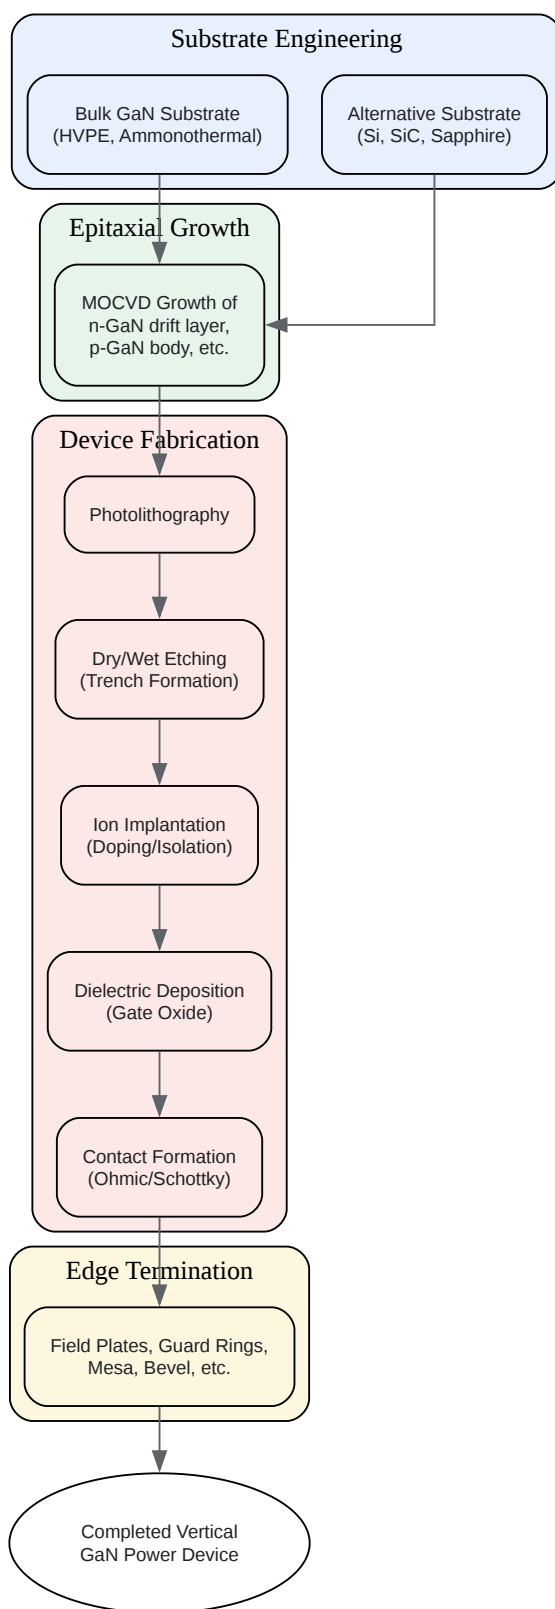 Substrate Engineering
Bulk GaN Substrate
(HVPE, Ammonothermal)
Alternative Substrate
(Si, SiC, Sapphire)
Epitaxial Growth
MOCVD Growth of
n-GaN drift layer,
p-GaN body, etc.
Device Fabrication
Photolithography
Dry/Wet Etching
(Trench Formation)
Ion Implantation
(Doping/Isolation)
Dielectric Deposition
(Gate Oxide)
Contact Formation
(Ohmic/Schottky)
Edge Termination
Field Plates, Guard Rings,
Mesa, Bevel, etc.
Completed Vertical
GaN Power Device